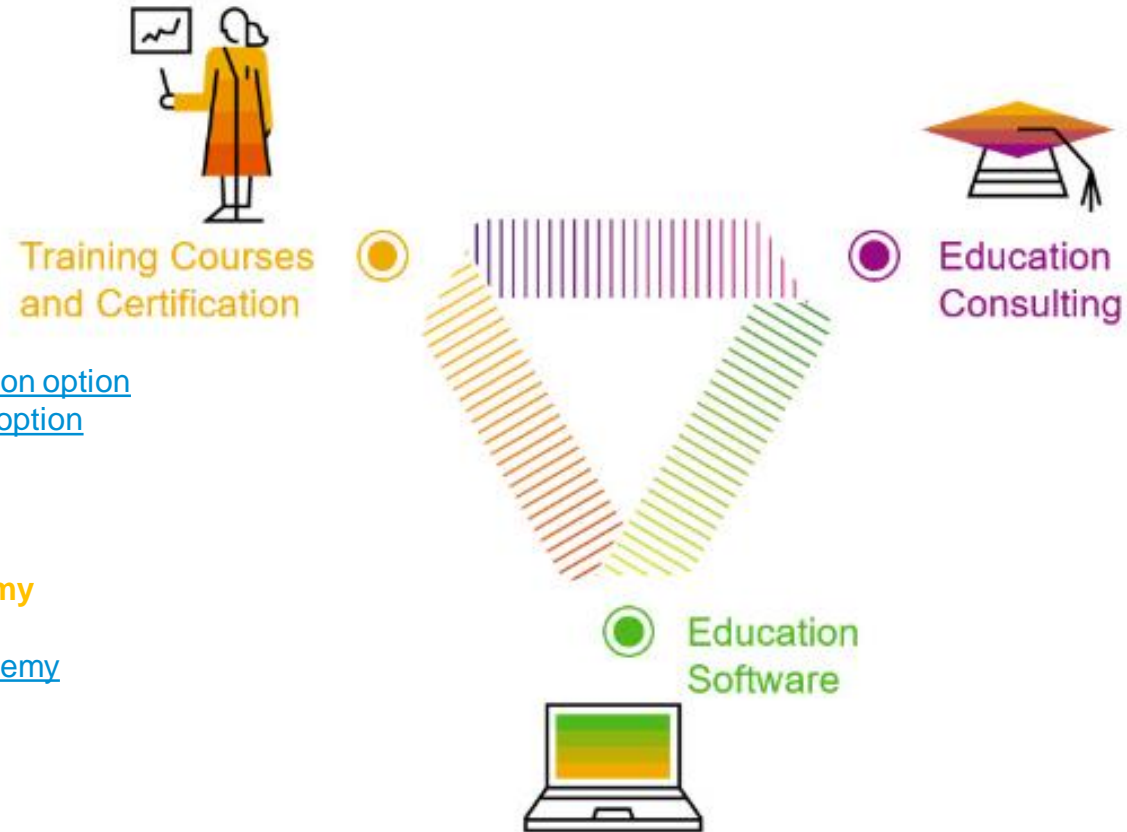 Training Courses
and Certification
Education
Consulting
on option
option
my
emy
Education
Software